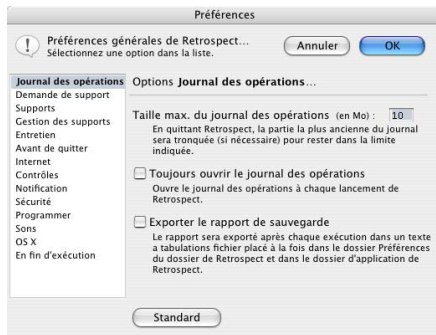 Préférences
Préférences générales de Retrospect...
Sélectionnez une option dans la liste.
Annuler
OK
Journal des opérations
Demande de support
Supports
Gestion des supports
Entretien
Avant de quitter
Internet
Contrôles
Notification
Sécurité
Programmer
Sons
OS X
En fin d'exécution
Options Journal des opérations...
Taille max. du journal des opérations (en Mo) : 10
En quittant Retrospect, la partie la plus ancienne du journal
sera tronquée (si nécessaire) pour rester dans la limite
indiquée.
Toujours ouvrir le journal des opérations
Ouvre le journal des opérations à chaque lancement de
Retrospect.
Exporter le rapport de sauvegarde
Le rapport sera exporté après chaque exécution dans un texte
a tabulations fichier placé à la fois dans le dossier Préférences
du dossier de Retrospect et dans le dossier d'application de
Retrospect.
Standard